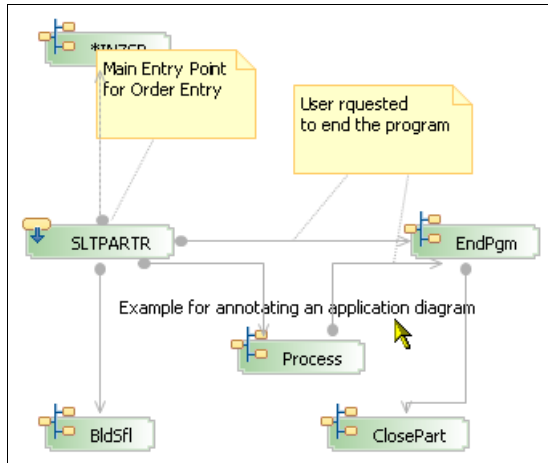 Main Entry Point
for Order Entry
User rquested
to end the program
SLTPARTR
EndPgm
Example for annotating an application diagram
Process
BldSfl
ClosePart